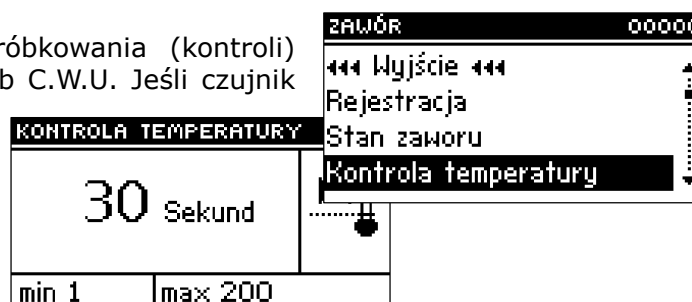 róbkowania (kontroli)
b C.W.U. Jeśli czujnik
ZAWÓR 00000
◄◄◄ Wyjście ◄◄◄
Rejestracja
Stan zaworu
Kontrola temperatury
KONTROLA TEMPERATURY
30 Sekund
min 1 max 200